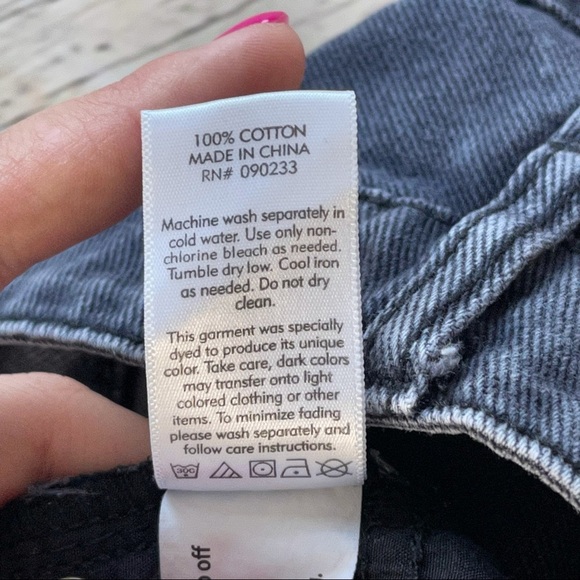 100% COTTON
MADE IN CHINA
RN# 090233
Machine wash separately in
cold water. Use only non-
chlorine bleach as needed.
Tumble dry low. Cool iron
as needed. Do not dry
clean.
This garment was specially
dyed to produce its unique
color. Take care, dark colors
may transfer onto light
colored clothing or other
items. To minimize fading
please wash separately and
follow care instructions.
30C
off